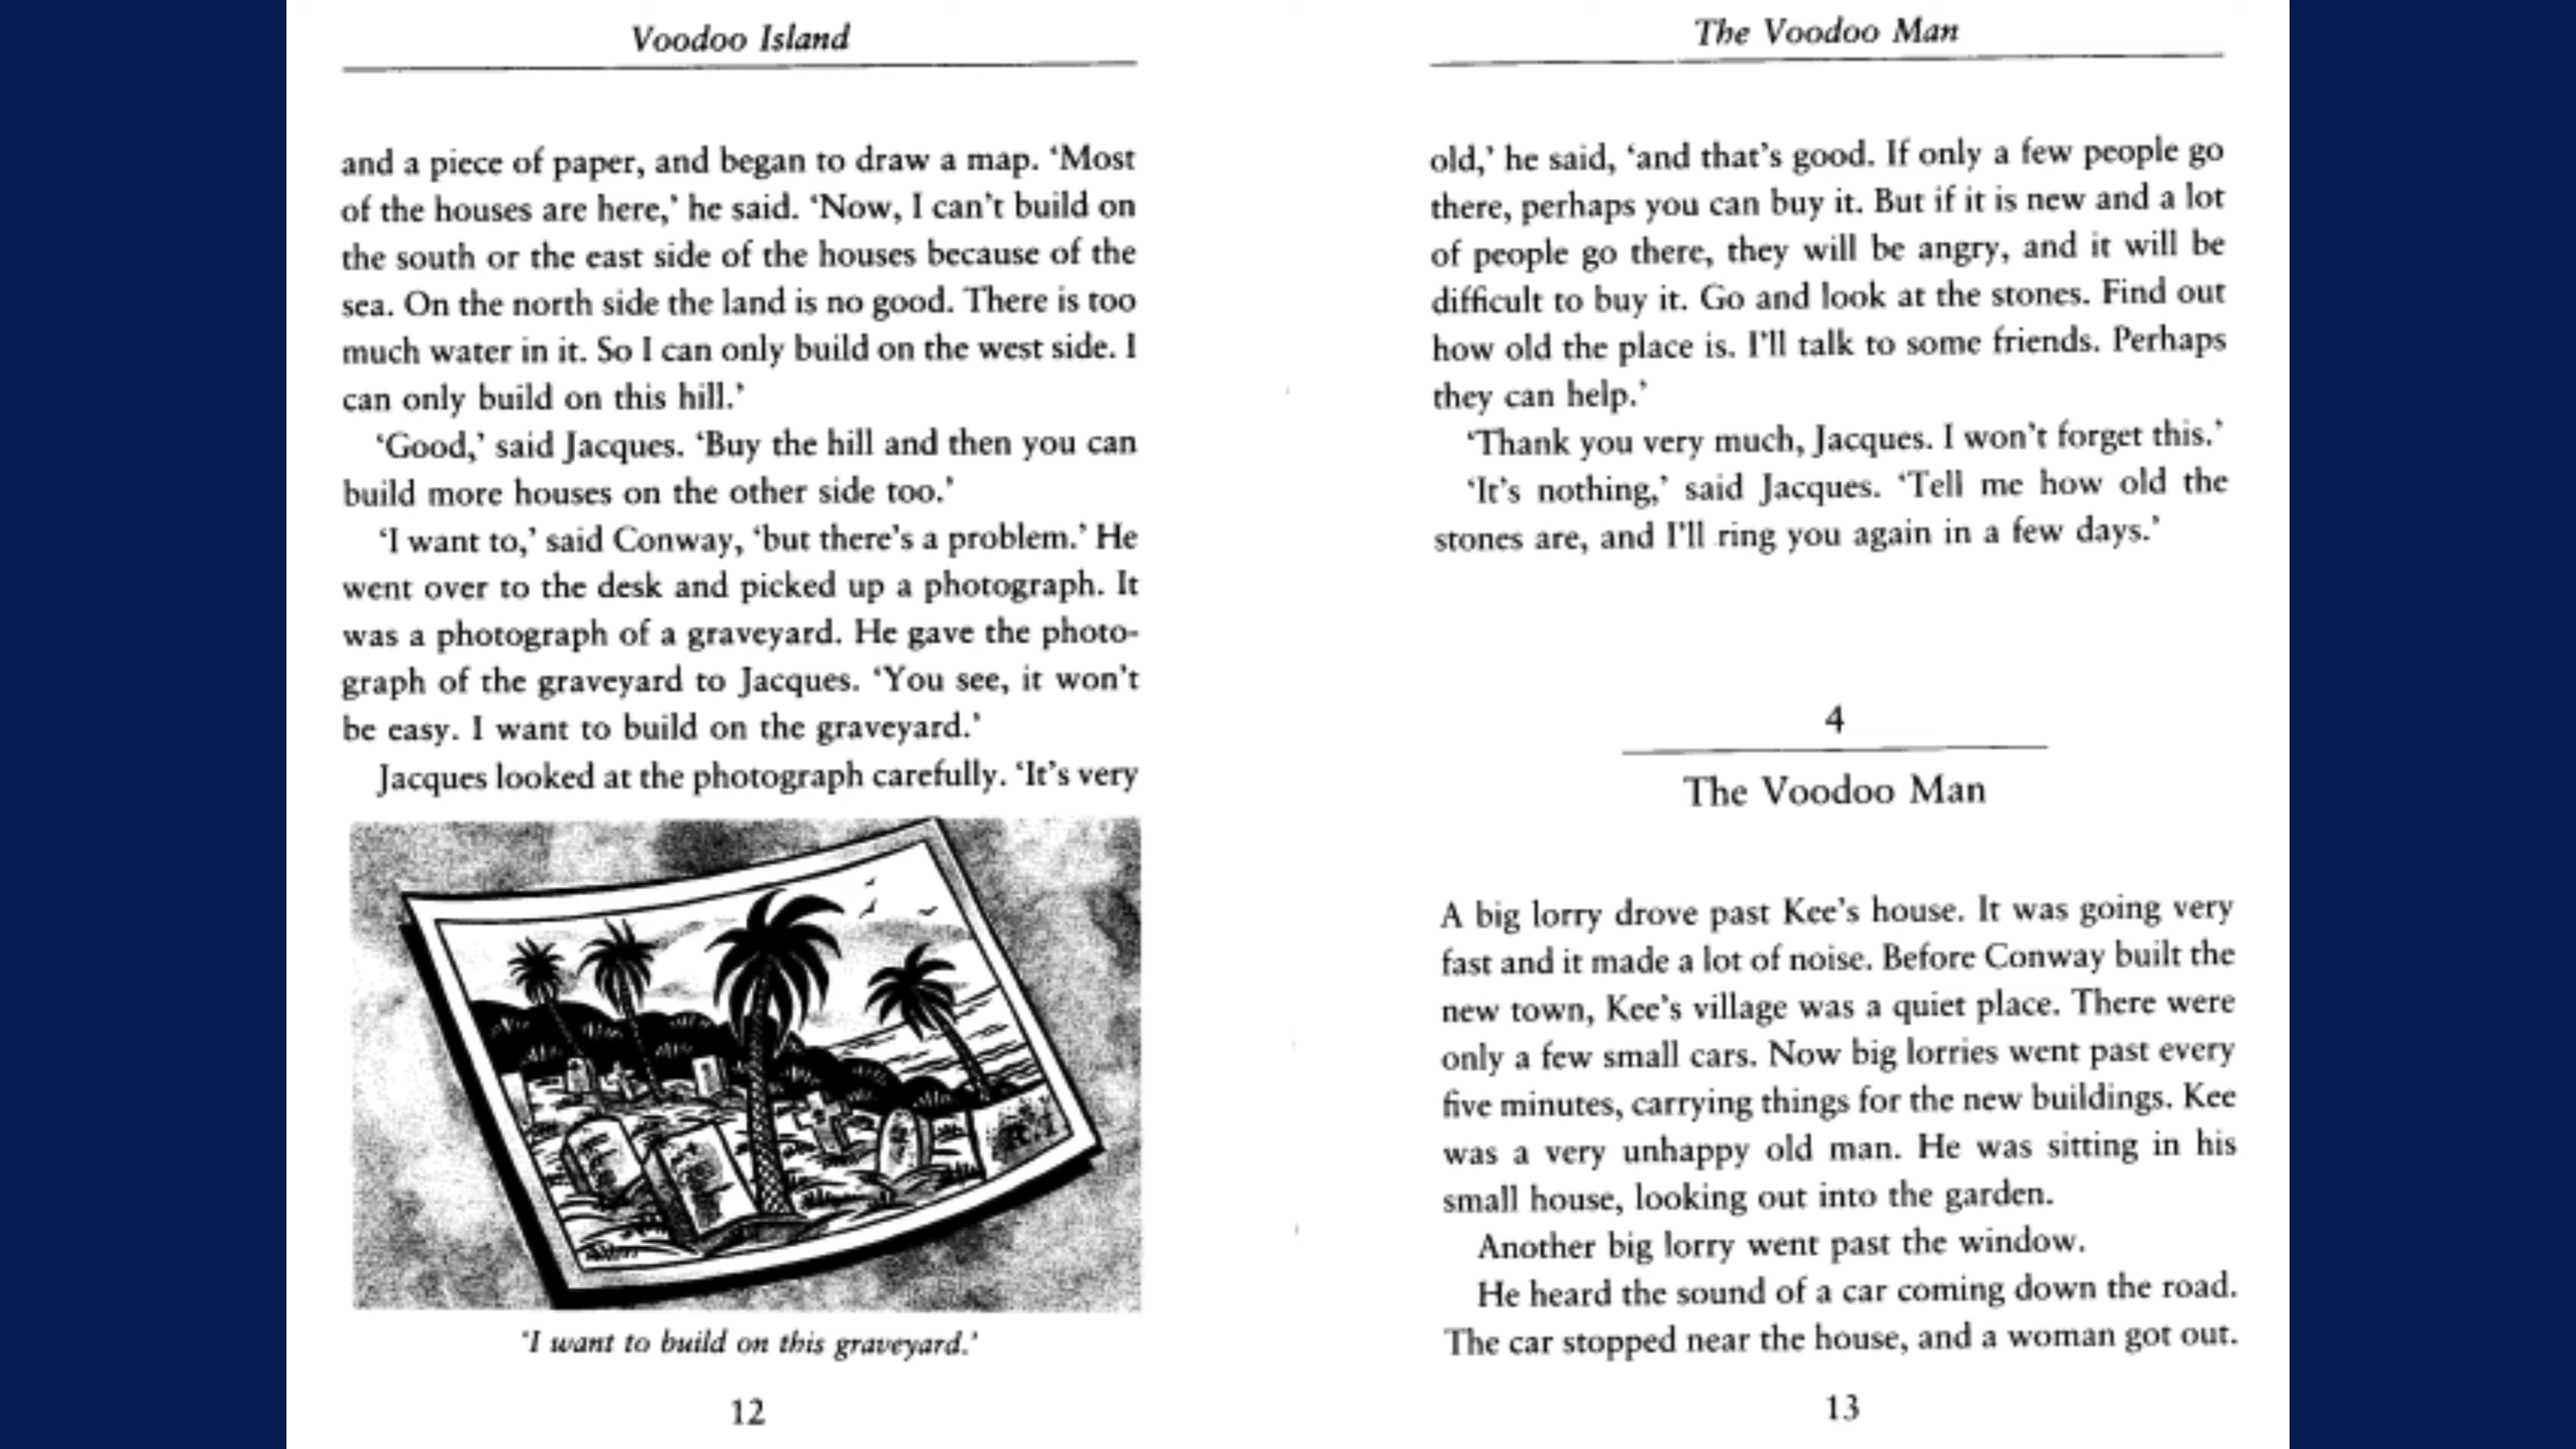 Voodoo Island
and a piece of paper, and began to draw a map. ‘Most
of the houses are here,’ he said. ‘Now, I can’t build on
the south or the east side of the houses because of the
sea. On the north side the land is no good. There is too
much water in it. So I can only build on the west side. I
can only build on this hill.’
‘Good,’ said Jacques. ‘Buy the hill and then you can
build more houses on the other side too.’
‘I want to,’ said Conway, ‘but there’s a problem.’ He
went over to the desk and picked up a photograph. It
was a photograph of a graveyard. He gave the photo-
graph of the graveyard to Jacques. ‘You see, it won’t
be easy. I want to build on the graveyard.’
Jacques looked at the photograph carefully. ‘It’s very
‘I want to build on this graveyard.’
12
The Voodoo Man
old,’ he said, ‘and that’s good. If only a few people go
there, perhaps you can buy it. But if it is new and a lot
of people go there, they will be angry, and it will be
difficult to buy it. Go and look at the stones. Find out
how old the place is. I’ll talk to some friends. Perhaps
they can help.’
‘Thank you very much, Jacques. I won’t forget this.’
‘It’s nothing,’ said Jacques. ‘Tell me how old the
stones are, and I’ll ring you again in a few days.’
4
The Voodoo Man
A big lorry drove past Kee’s house. It was going very
fast and it made a lot of noise. Before Conway built the
new town, Kee’s village was a quiet place. There were
only a few small cars. Now big lorries went past every
five minutes, carrying things for the new buildings. Kee
was a very unhappy old man. He was sitting in his
small house, looking out into the garden.
Another big lorry went past the window.
He heard the sound of a car coming down the road.
The car stopped near the house, and a woman got out.
13